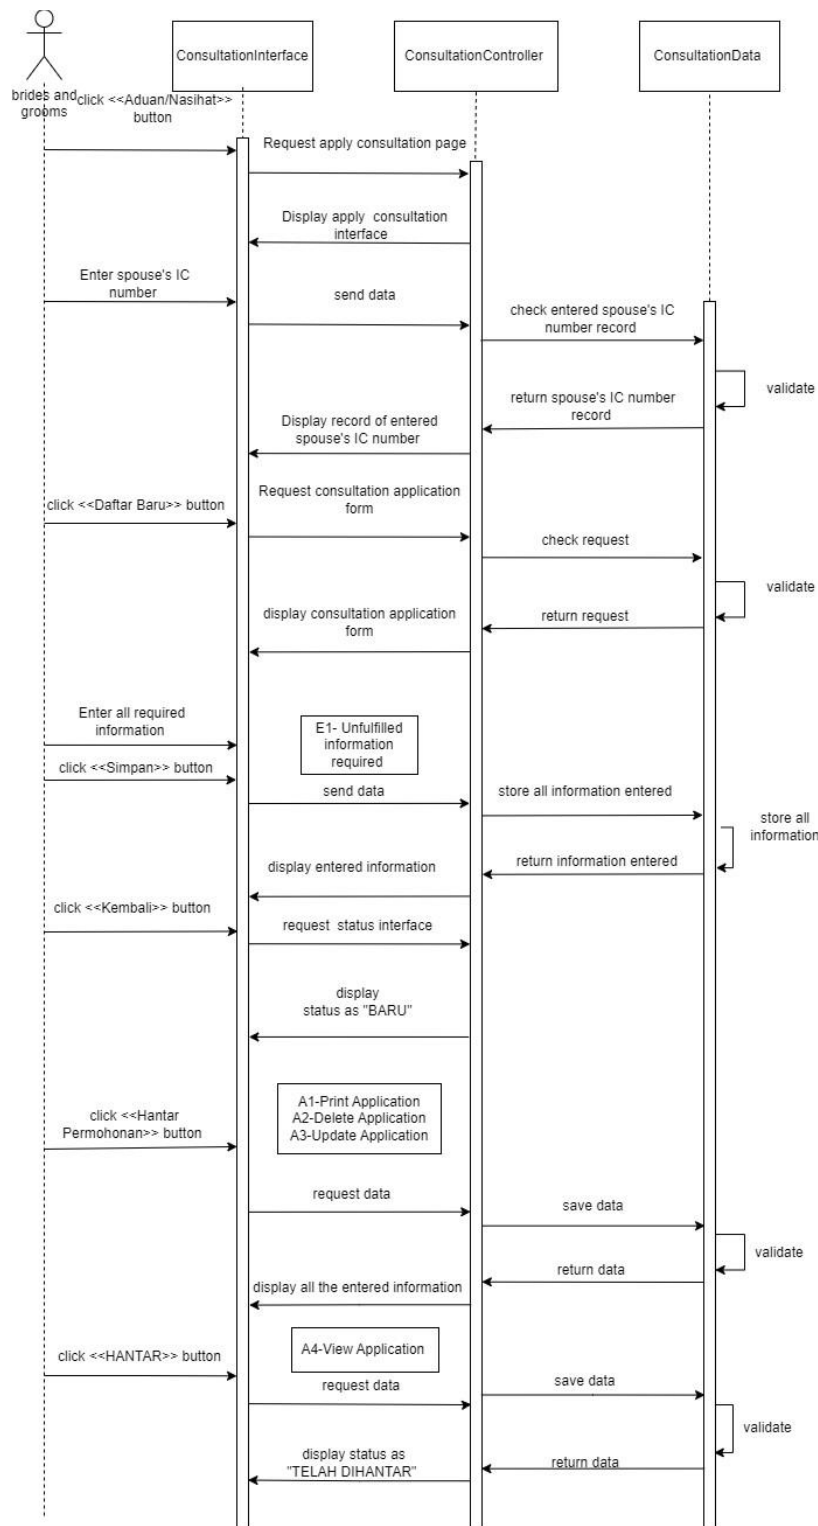 ConsultationInterface
ConsultationController
ConsultationData
brides and
grooms
click <<Aduan/Nasihat>>
button
Request apply consultation page
Display apply consultation
interface
Enter spouse's IC
number
send data
check entered spouse's IC
number record
validate
return spouse's IC number
record
Display record of entered
spouse's IC number
click <<Daftar Baru>> button
Request consultation application
form
check request
validate
return request
display consultation application
form
Enter all required
information
E1- Unfulfilled
information
required
click <<Simpan>> button
send data
store all information entered
store all
information
return information entered
display entered information
click <<Kembali>> button
request status interface
display
status as "BARU"
A1-Print Application
A2-Delete Application
A3-Update Application
click <<Hantar
Permohonan>> button
request data
save data
validate
return data
display all the entered information
A4-View Application
click <<HANTAR>> button
request data
save data
validate
return data
display status as
"TELAH DIHANTAR"